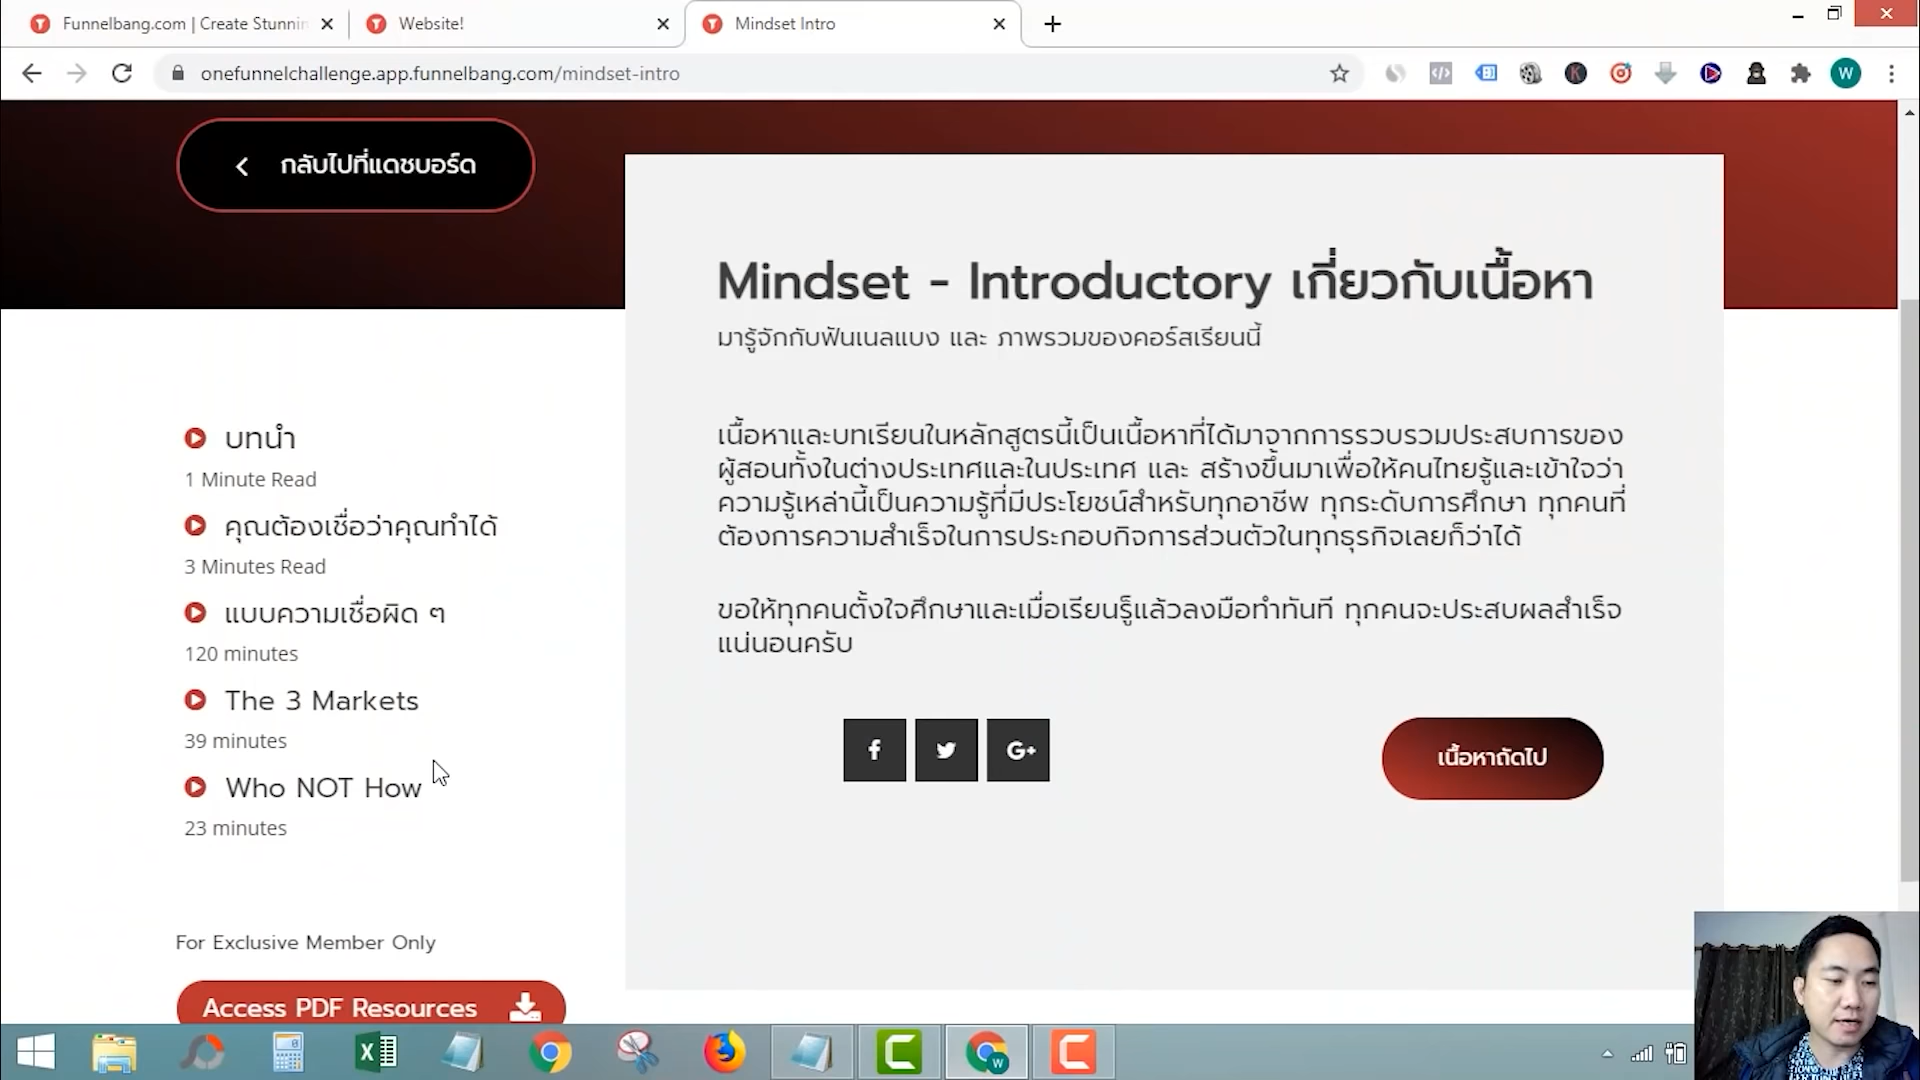 Funnelbang.com | Create Stunnin
Website!
Mindset Intro
onefunnelchallenge.app.funnelbang.com/mindset-intro
W
กลับไปที่แดชบอร์ด
Mindset - Introductory เกี่ยวกับเนื้อหา
มารู้จักกับฟันเนลแบง และ ภาพรวมของคอร์สเรียนนี้
เนื้อหาและบทเรียนในหลักสูตรนี้เป็นเนื้อหาที่ได้มาจากการรวบรวมประสบการของ
ผู้สอนทั้งในต่างประเทศและในประเทศ และ สร้างขึ้นมาเพื่อให้คนไทยรู้และเข้าใจว่า
ความรู้เหล่านี้เป็นความรู้ที่มีประโยชน์สำหรับทุกอาชีพ ทุกระดับการศึกษา ทุกคนที่
ต้องการความสำเร็จในการประกอบกิจการส่วนตัวในทุกธุรกิจเลยก็ว่าได้
ขอให้ทุกคนตั้งใจศึกษาและเมื่อเรียนรู็แล้วลงมือทำทันที ทุกคนจะประสบผลสำเร็จ
แน่นอนครับ
G+
เนื้อหาถัดไป
บทนำ
1 Minute Read
คุณต้องเชื่อว่าคุณทำได้
3 Minutes Read
แบบความเชื่อผิด ๆ
120 minutes
The 3 Markets
39 minutes
Who NOT How
23 minutes
For Exclusive Member Only
Access PDF Resources